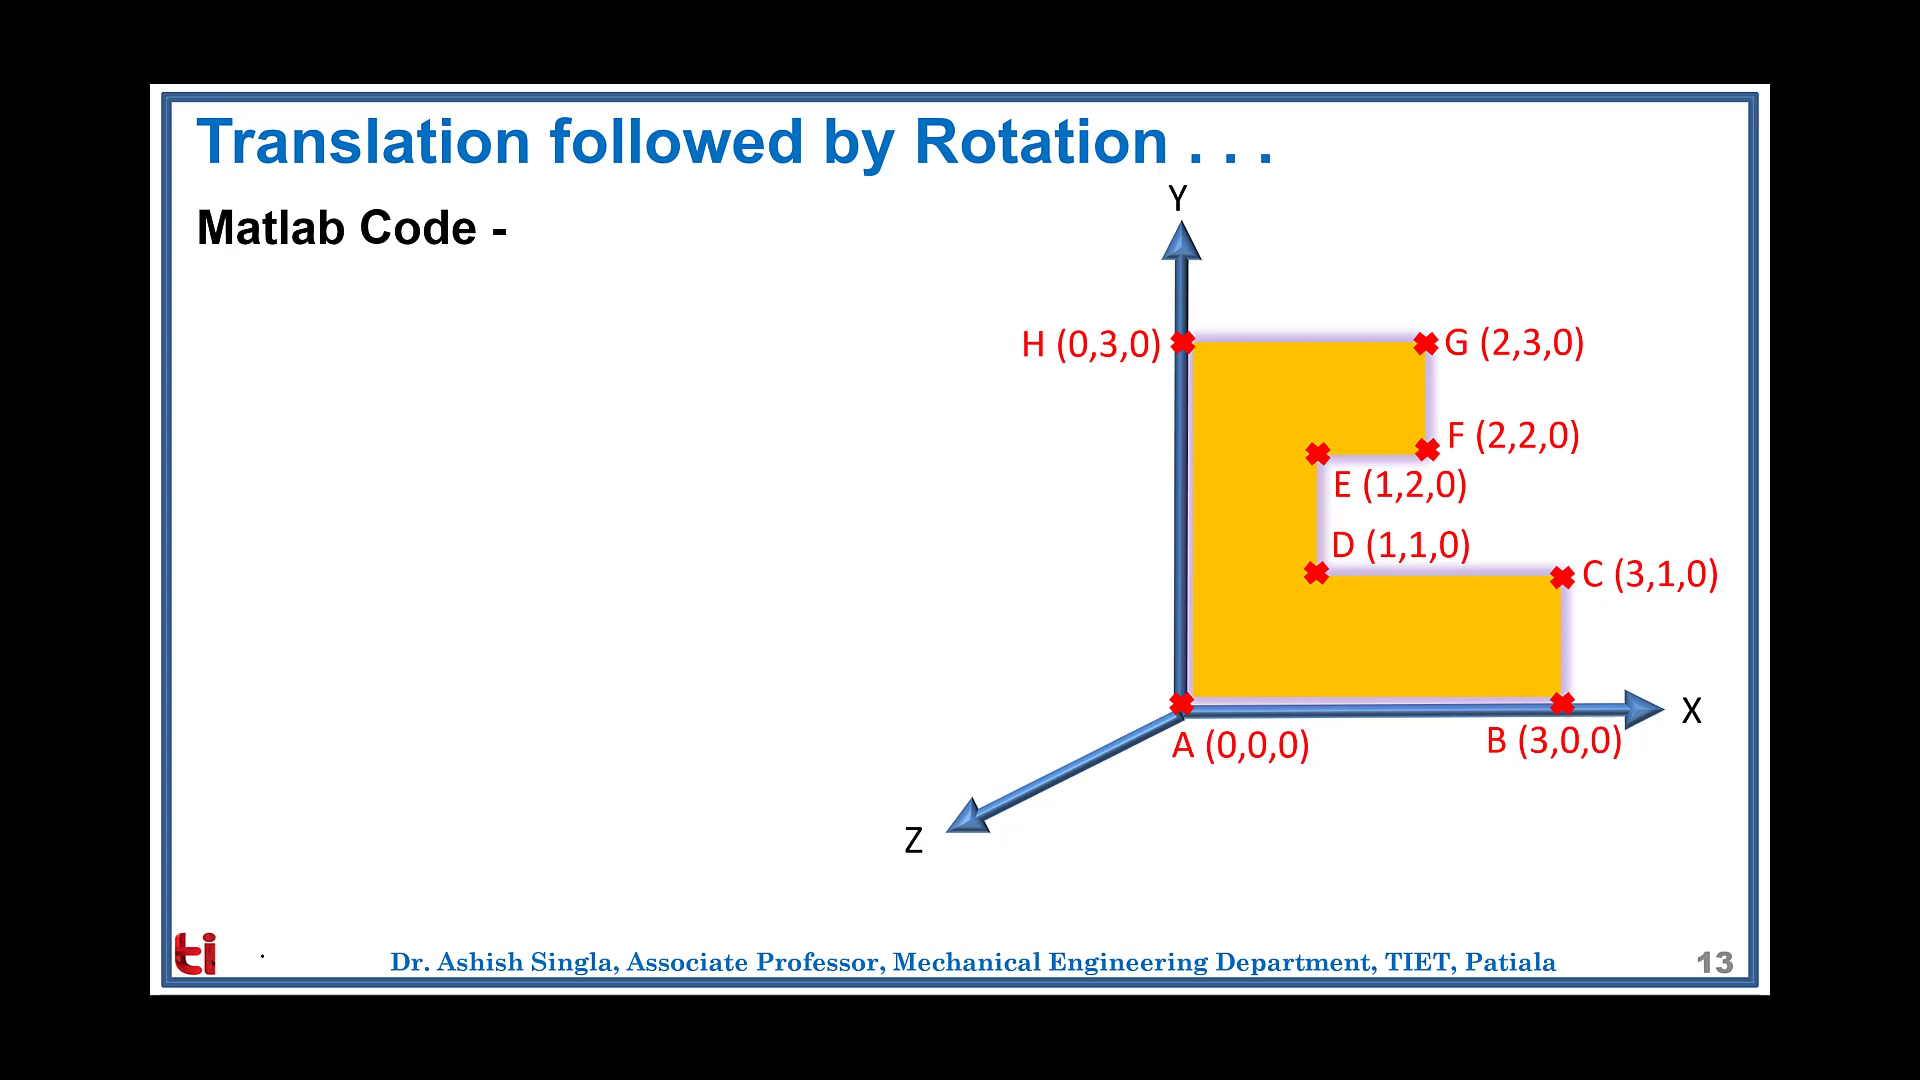 Translation followed by Rotation . . .
Matlab Code -
Y
H (0,3,0)
G (2,3,0)
F (2,2,0)
E (1,2,0)
D (1,1,0)
C (3,1,0)
X
A (0,0,0)
B (3,0,0)
Z
ti
Dr. Ashish Singla, Associate Professor, Mechanical Engineering Department, TIET, Patiala
13